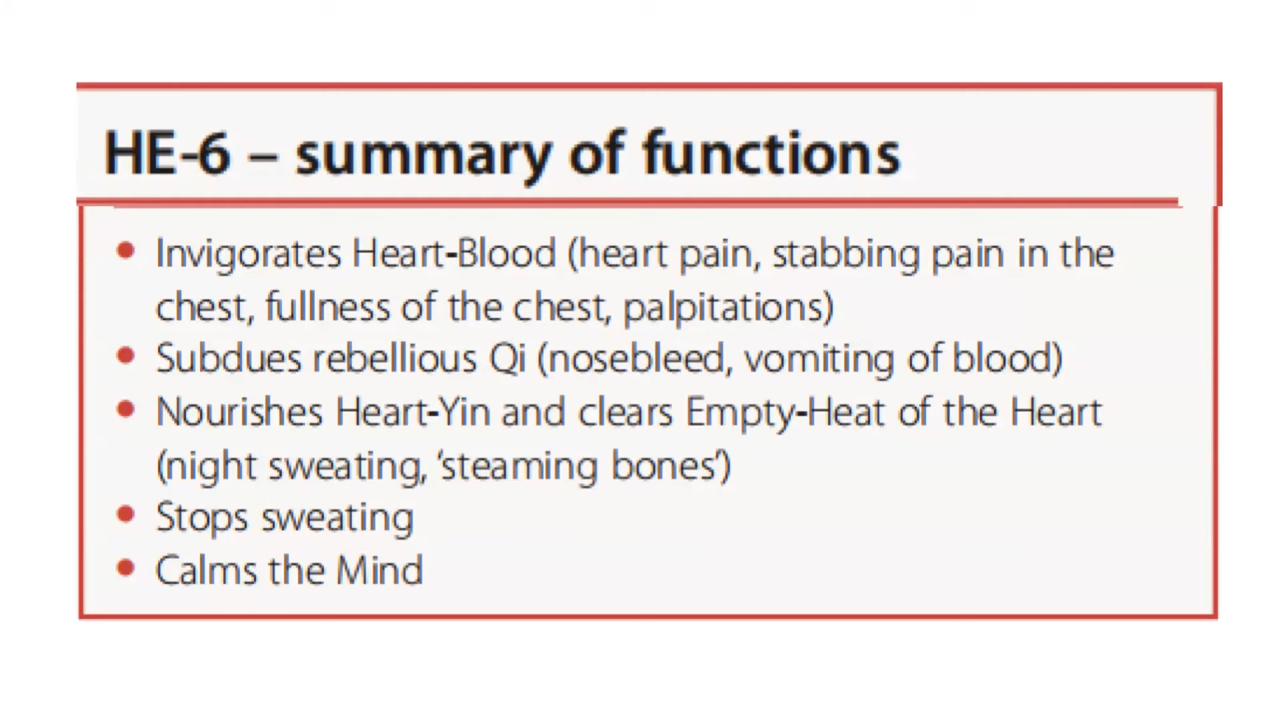 HE-6 – summary of functions
• Invigorates Heart-Blood (heart pain, stabbing pain in the
chest, fullness of the chest, palpitations)
• Subdues rebellious Qi (nosebleed, vomiting of blood)
• Nourishes Heart-Yin and clears Empty-Heat of the Heart
(night sweating, ‘steaming bones’)
• Stops sweating
• Calms the Mind